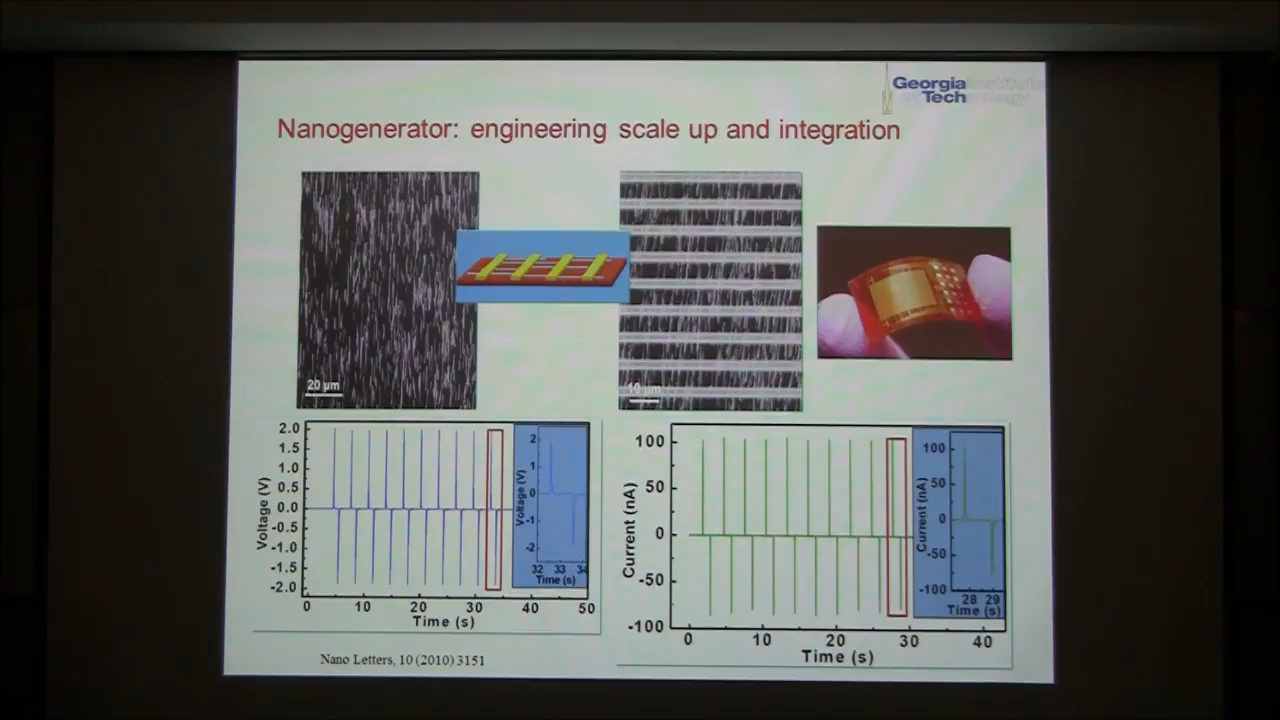 Georgia Institute
Tech
Nanogenerator: engineering scale up and integration
20 µm
10 µm
2.0
1.5
1.0
0.5
0.0
-0.5
-1.0
-1.5
-2.0
Voltage (V)
0 10 20 30 40 50
Time (s)
2
1
0
-1
-2
Voltage (V)
32 33 34
Time (s)
100
50
0
-50
-100
Current (nA)
0 10 20 30 40
Time (s)
100
50
0
-50
-100
Current (nA)
28 29
Time (s)
Nano Letters, 10 (2010) 3151